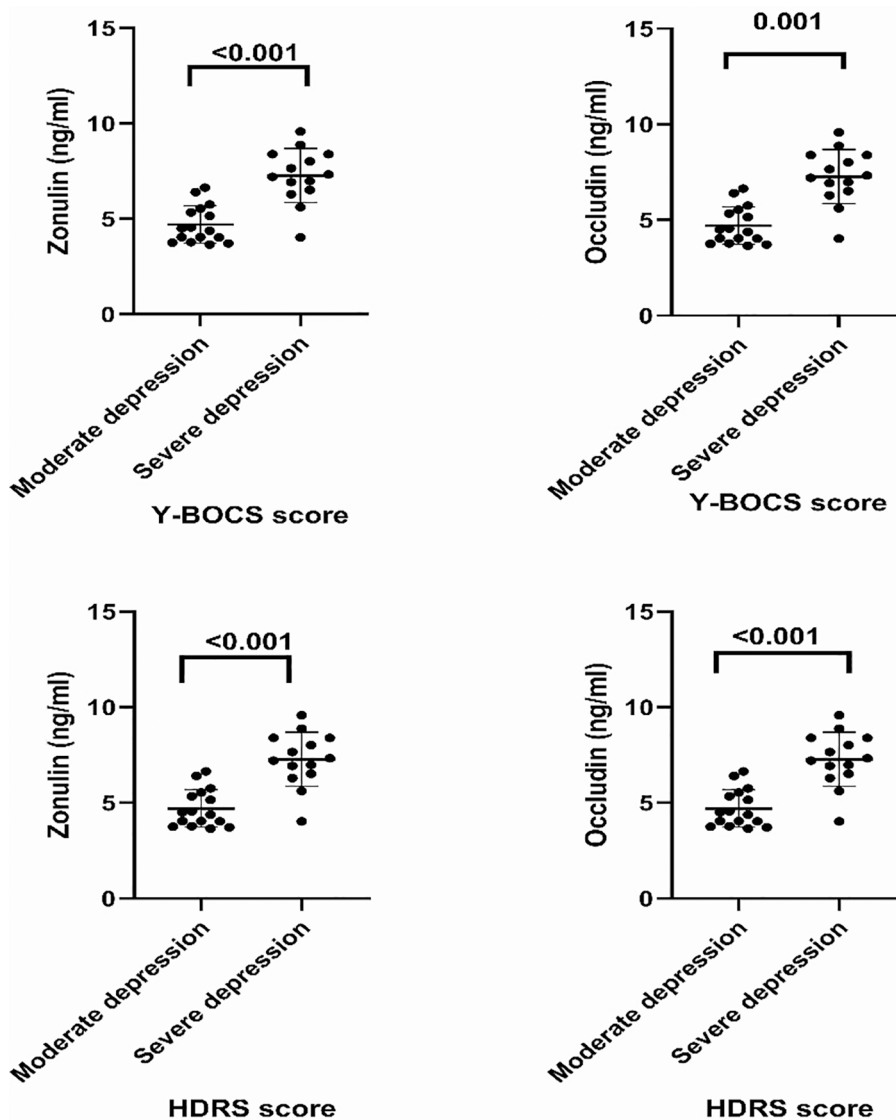 15
10
5
0
Zonulin (ng/ml)
<0.001
Moderate depression
Severe depression
Y-BOCS score
15
10
5
0
Occludin (ng/ml)
0.001
Moderate depression
Severe depression
Y-BOCS score
15
10
5
0
Zonulin (ng/ml)
<0.001
Moderate depression
Severe depression
HDRS score
15
10
5
0
Occludin (ng/ml)
<0.001
Moderate depression
Severe depression
HDRS score